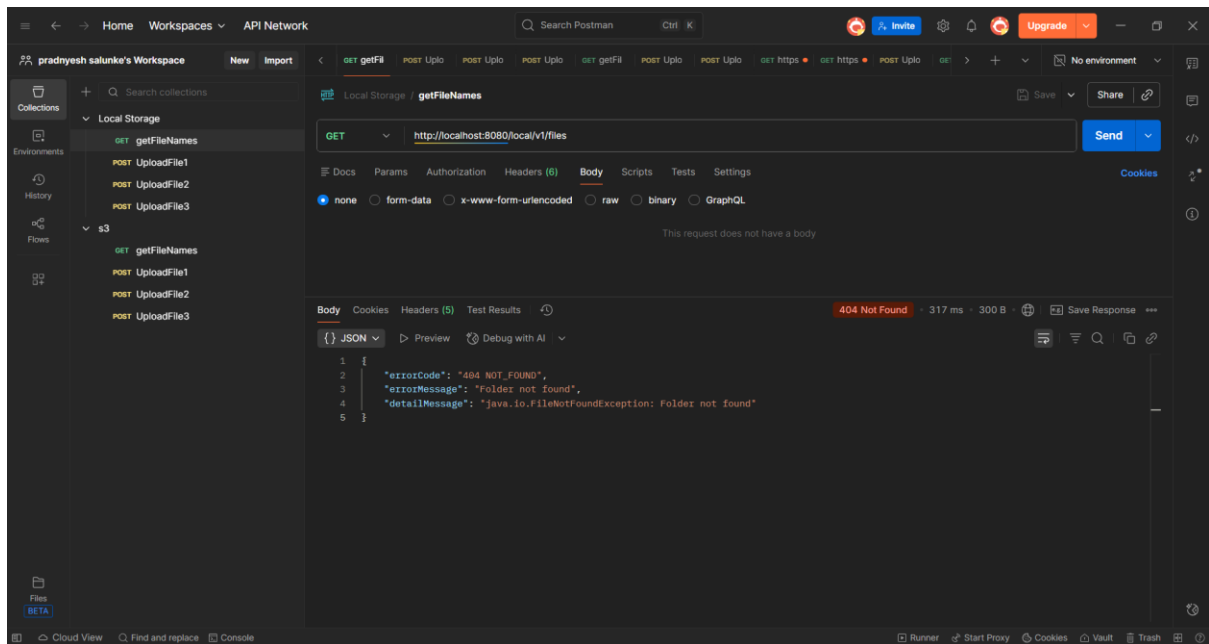 Home Workspaces API Network Search Postman Ctrl K Invite Upgrade
pradnyesh salunke's Workspace New Import GET getFil POST Uplo POST Uplo POST Uplo GET getFil POST Uplo POST Uplo GET https GET https POST Uplo GET No environment
Collections
Environments
History
Flows
Files
BETA
Search collections
Local Storage
GET getFileNames
POST UploadFile1
POST UploadFile2
POST UploadFile3
s3
GET getFileNames
POST UploadFile1
POST UploadFile2
POST UploadFile3
HTTP Local Storage / getFileNames Save Share
GET http://localhost:8080/local/v1/files Send
Docs Params Authorization Headers (6) Body Scripts Tests Settings Cookies
none form-data x-www-form-urlencoded raw binary GraphQL
This request does not have a body
Body Cookies Headers (5) Test Results 404 Not Found • 317 ms • 300 B • Save Response
{} JSON Preview Debug with AI
1 {
2 "errorCode": "404 NOT_FOUND",
3 "errorMessage": "Folder not found",
4 "detailMessage": "java.io.FileNotFoundException: Folder not found"
5 }
Cloud View Find and replace Console Runner Start Proxy Cookies Vault Trash